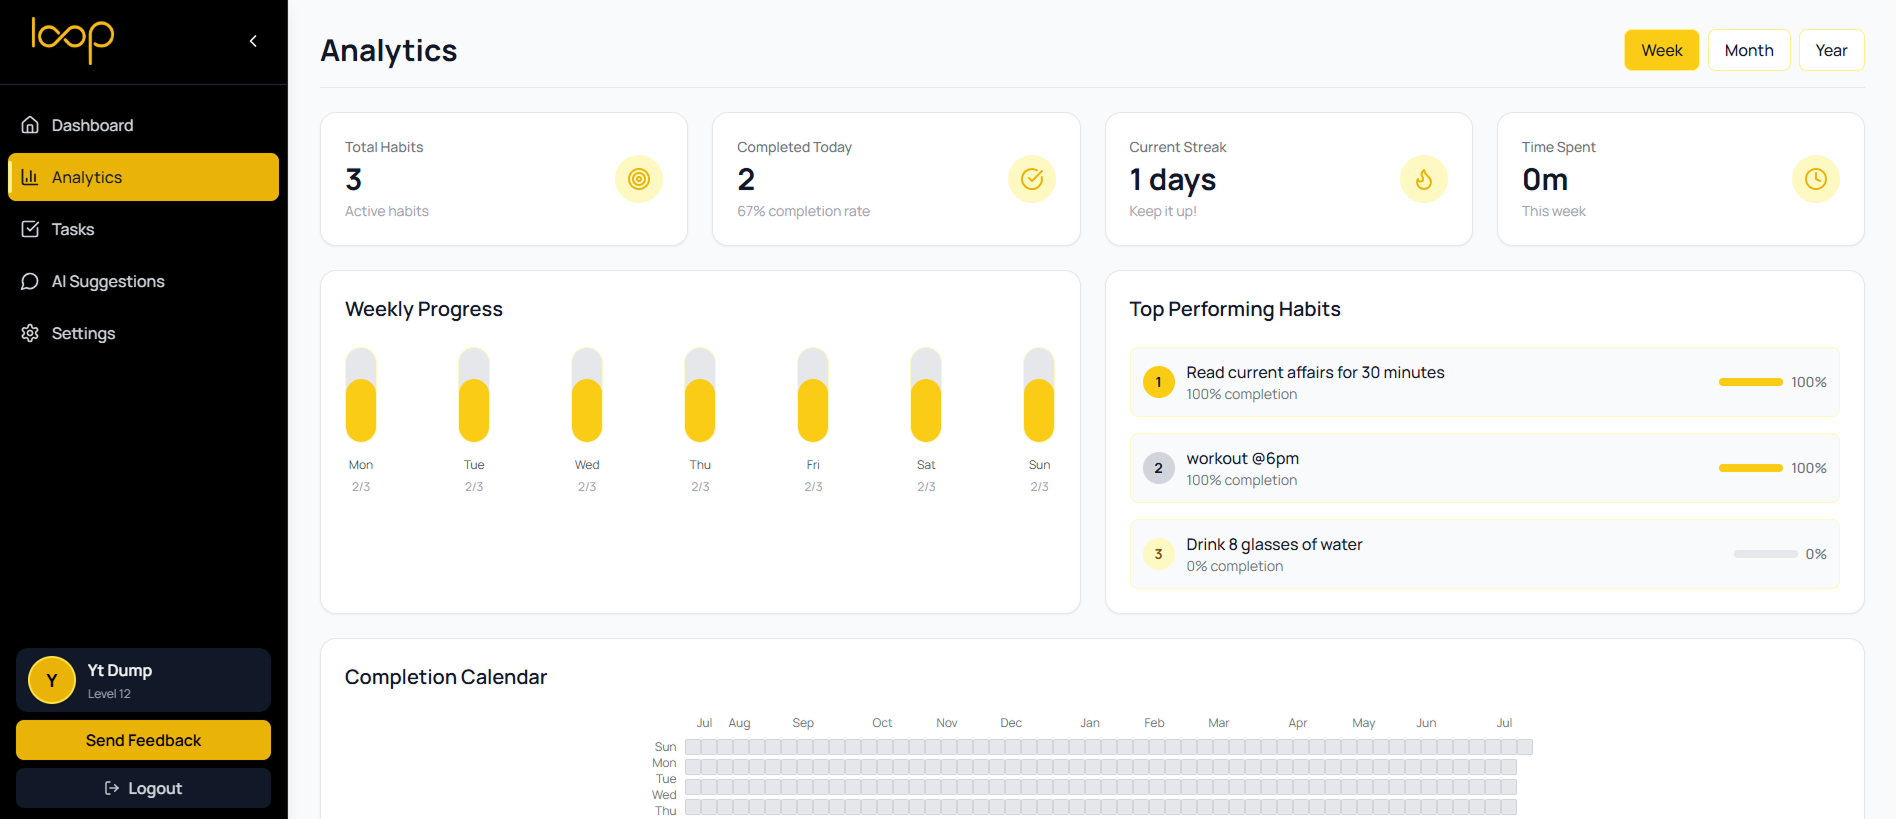 loop
Dashboard
Analytics
Tasks
AI Suggestions
Settings
Y
Yt Dump
Level 12
Send Feedback
Logout
Analytics
Week Month Year
Total Habits
3
Active habits
Completed Today
2
67% completion rate
Current Streak
1 days
Keep it up!
Time Spent
0m
This week
Weekly Progress
Mon Tue Wed Thu Fri Sat Sun
2/3 2/3 2/3 2/3 2/3 2/3 2/3
Top Performing Habits
1
Read current affairs for 30 minutes
100% completion
100%
2
workout @6pm
100% completion
100%
3
Drink 8 glasses of water
0% completion
0%
Completion Calendar
Jul Aug Sep Oct Nov Dec Jan Feb Mar Apr May Jun Jul
Sun
Mon
Tue
Wed
Thu